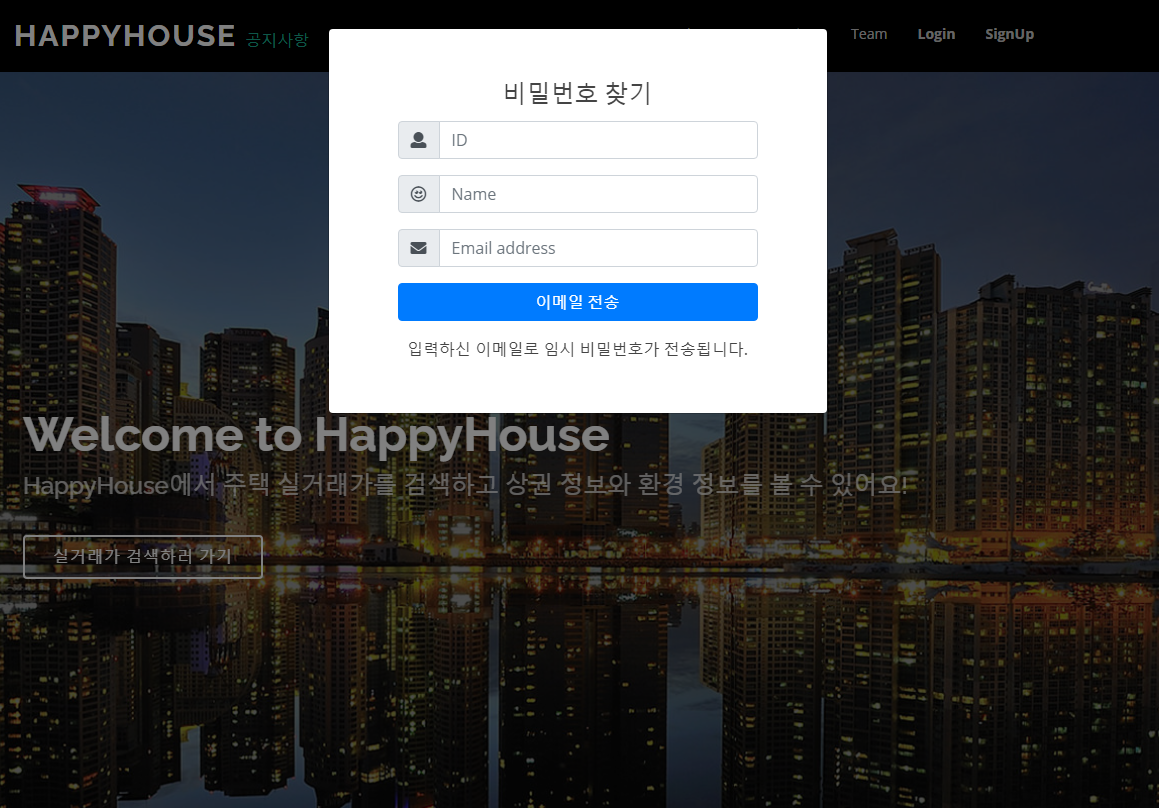 HAPPYHOUSE 공지사항
Team Login SignUp
비밀번호 찾기
ID
Name
Email address
이메일 전송
입력하신 이메일로 임시 비밀번호가 전송됩니다.
Welcome to HappyHouse
HappyHouse에서 주택 실거래가를 검색하고 상권 정보와 환경 정보를 볼 수 있어요!
실거래가 검색하러 가기